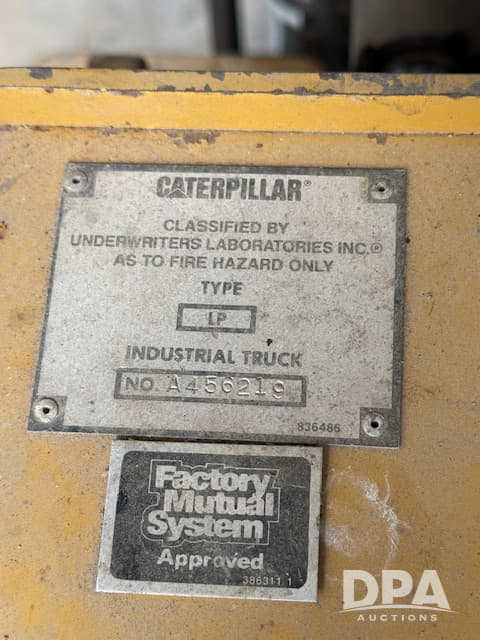 CATERPILLAR®
CLASSIFIED BY
UNDERWRITERS LABORATORIES INC.®
AS TO FIRE HAZARD ONLY
TYPE
LP
INDUSTRIAL TRUCK
NO. A456219
836486
Factory
Mutual
System
Approved
386311 1
DPA
AUCTIONS